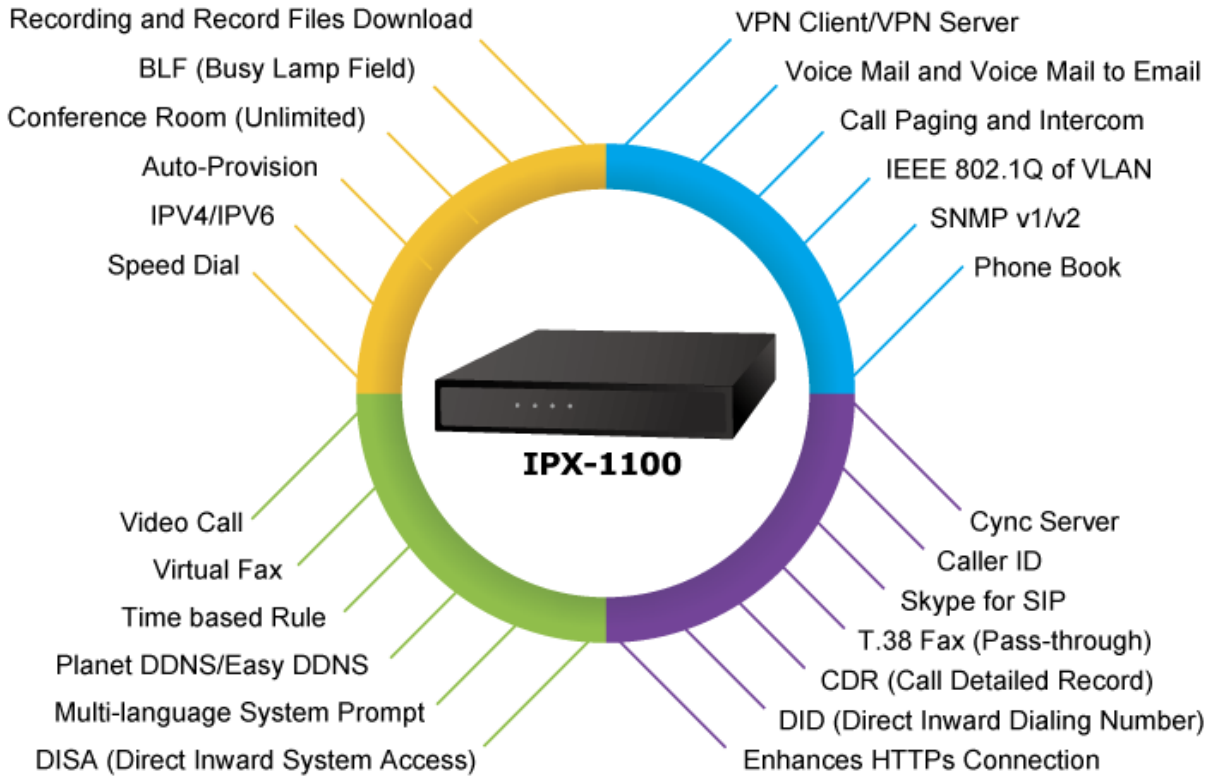 Recording and Record Files Download
BLF (Busy Lamp Field)
Conference Room (Unlimited)
Auto-Provision
IPV4/IPV6
Speed Dial
VPN Client/VPN Server
Voice Mail and Voice Mail to Email
Call Paging and Intercom
IEEE 802.1Q of VLAN
SNMP v1/v2
Phone Book
IPX-1100
Video Call
Virtual Fax
Time based Rule
Planet DDNS/Easy DDNS
Multi-language System Prompt
DISA (Direct Inward System Access)
Cync Server
Caller ID
Skype for SIP
T.38 Fax (Pass-through)
CDR (Call Detailed Record)
DID (Direct Inward Dialing Number)
Enhances HTTPs Connection